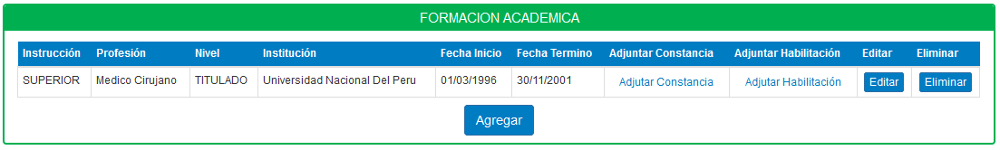 FORMACION ACADEMICA
Instrucción Profesión Nivel Institución Fecha Inicio Fecha Termino Adjuntar Constancia Adjuntar Habilitación Editar Eliminar
SUPERIOR Medico Cirujano TITULADO Universidad Nacional Del Peru 01/03/1996 30/11/2001 Adjutar Constancia Adjutar Habilitación Editar Eliminar
Agregar